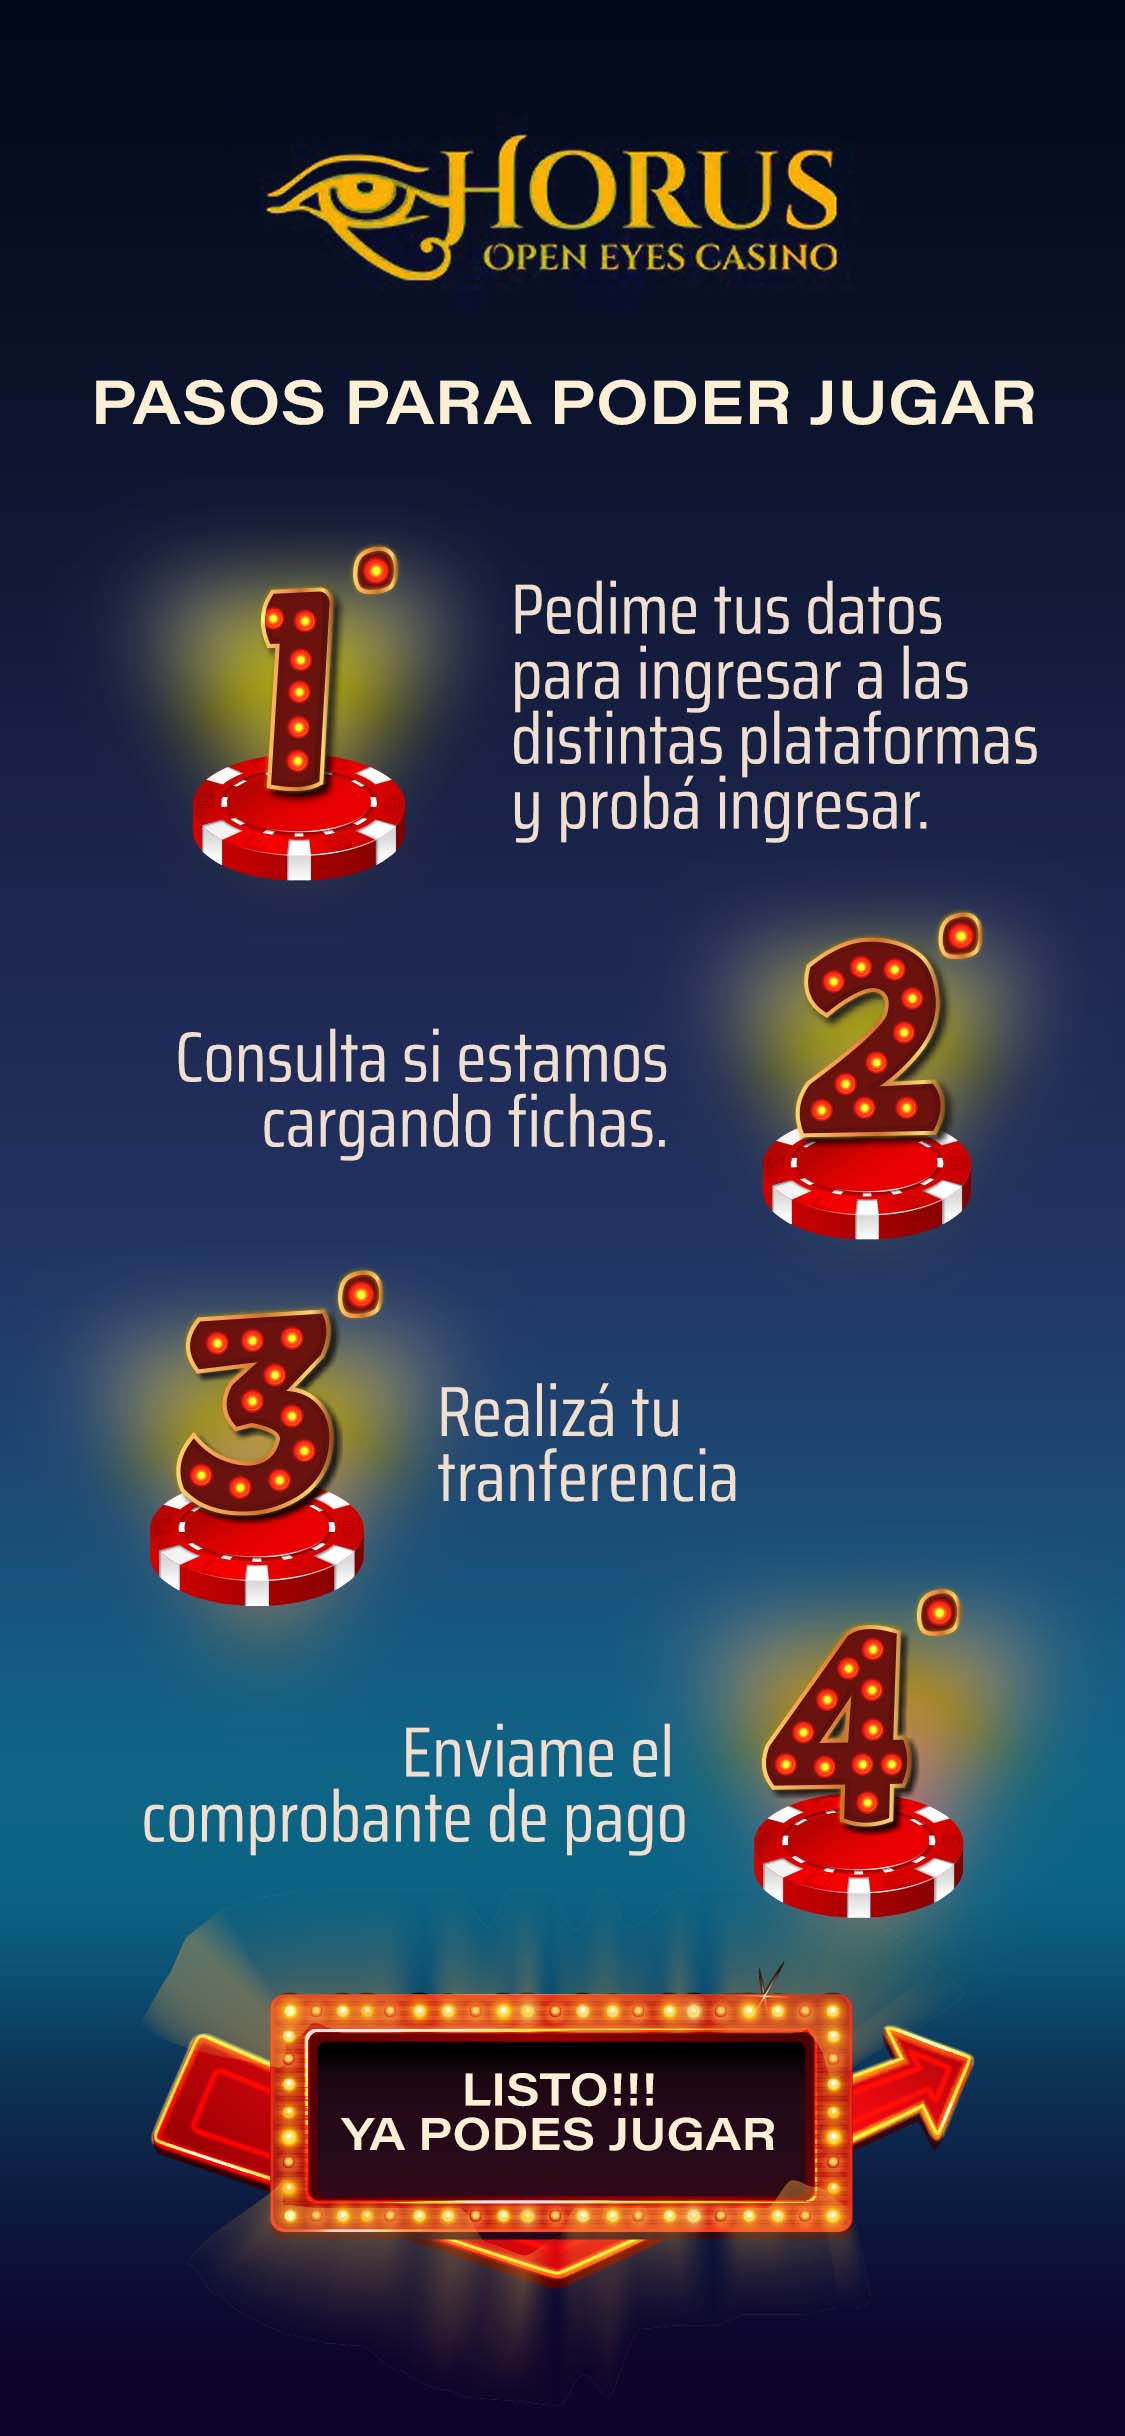 HORUS
OPEN EYES CASINO
PASOS PARA PODER JUGAR
1°
Pedime tus datos
para ingresar a las
distintas plataformas
y probá ingresar.
2°
Consulta si estamos
cargando fichas.
3°
Realizá tu
tranferencia
4°
Enviame el
comprobante de pago
LISTO!!!
YA PODES JUGAR